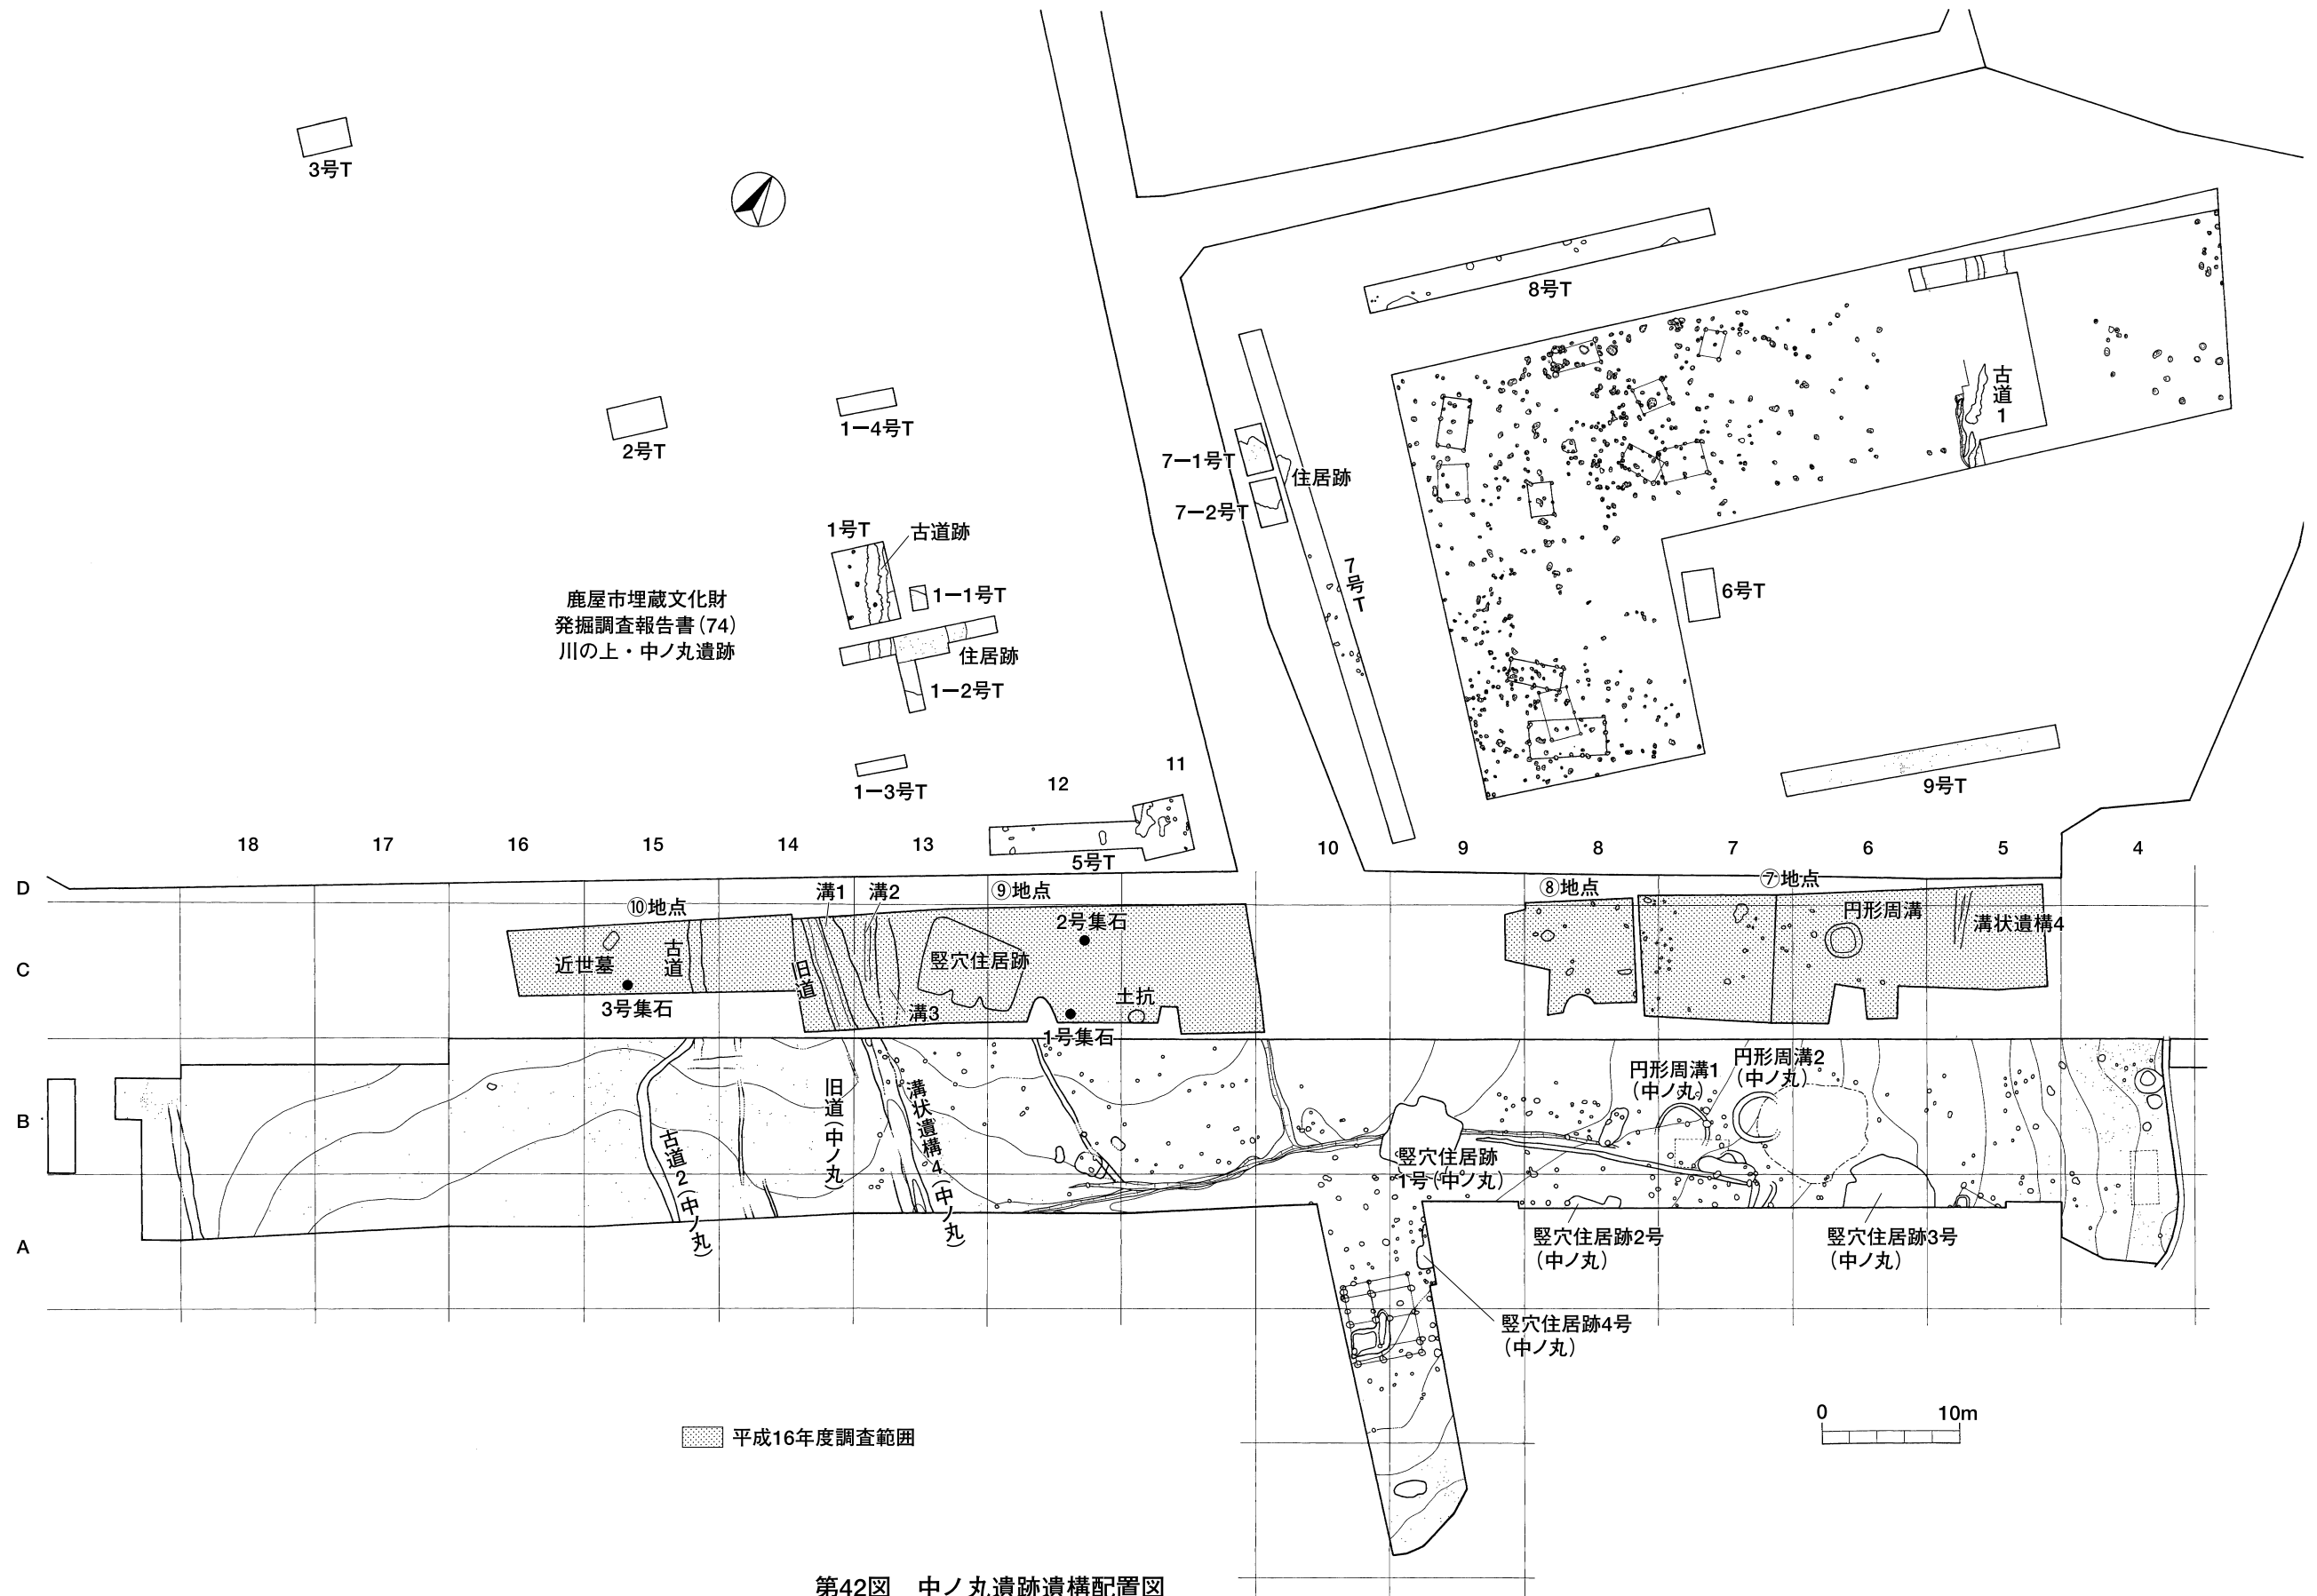 3号T
8号T
古道1
2号T
1ー4号T
7ー1号T
住居跡
7ー2号T
1号T
古道跡
7号T
6号T
鹿屋市埋蔵文化財
発掘調査報告書(74)
川の上・中ノ丸遺跡
1ー1号T
住居跡
1ー2号T
1ー3号T
9号T
11
12
5号T
18 17 16 15 14 13 10 9 8 7 6 5 4
D
C
B
A
⑩地点
溝1
溝2
⑨地点
⑧地点
⑦地点
近世墓
古道
旧道
竪穴住居跡
2号集石
円形周溝
溝状遺構4
3号集石
溝3
土抗
1号集石
古道2(中ノ丸)
旧道(中ノ丸)
溝状遺構4(中ノ丸)
竪穴住居跡
1号(中ノ丸)
円形周溝1
(中ノ丸)
円形周溝2
(中ノ丸)
竪穴住居跡2号
(中ノ丸)
竪穴住居跡3号
(中ノ丸)
竪穴住居跡4号
(中ノ丸)
平成16年度調査範囲
0 10m
第42図 中ノ丸遺跡遺構配置図